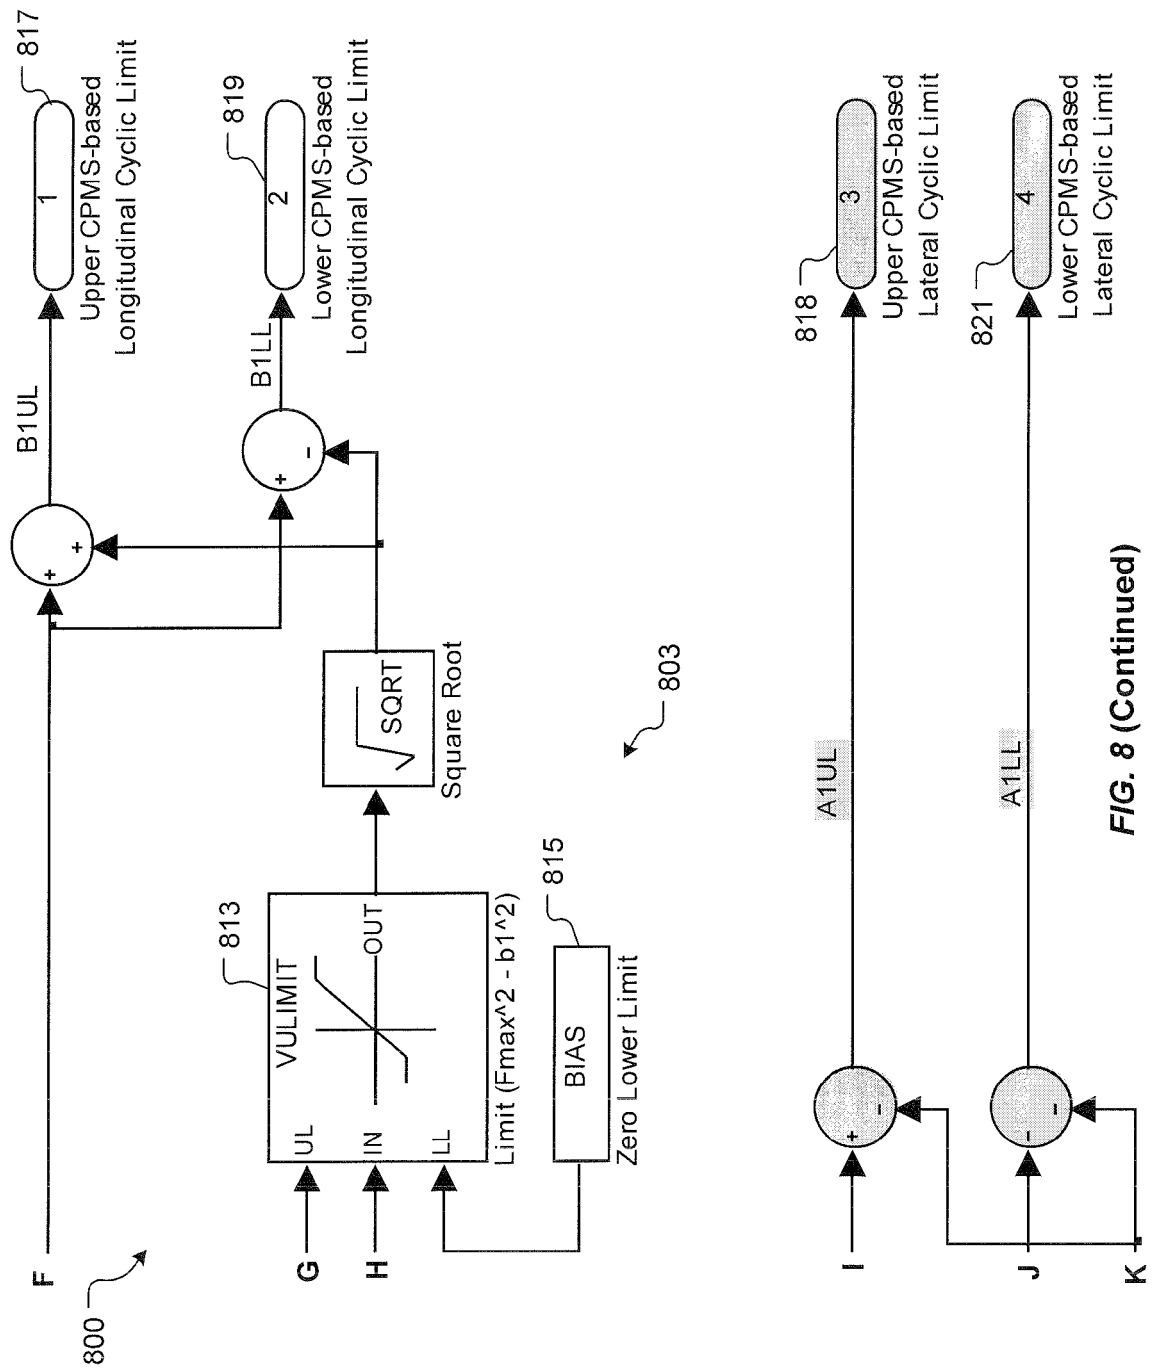 800
F
+
+
B1UL
1
817
Upper CPMS-based
Longitudinal Cyclic Limit
+
-
B1LL
2
819
Lower CPMS-based
Longitudinal Cyclic Limit
G
H
UL
IN
LL
VULIMIT
OUT
813
Limit (Fmax^2 - b1^2)
SQRT
Square Root
BIAS
815
Zero Lower Limit
803
I
+
-
A1UL
3
818
Upper CPMS-based
Lateral Cyclic Limit
J
K
-
-
A1LL
4
821
Lower CPMS-based
Lateral Cyclic Limit
FIG. 8 (Continued)